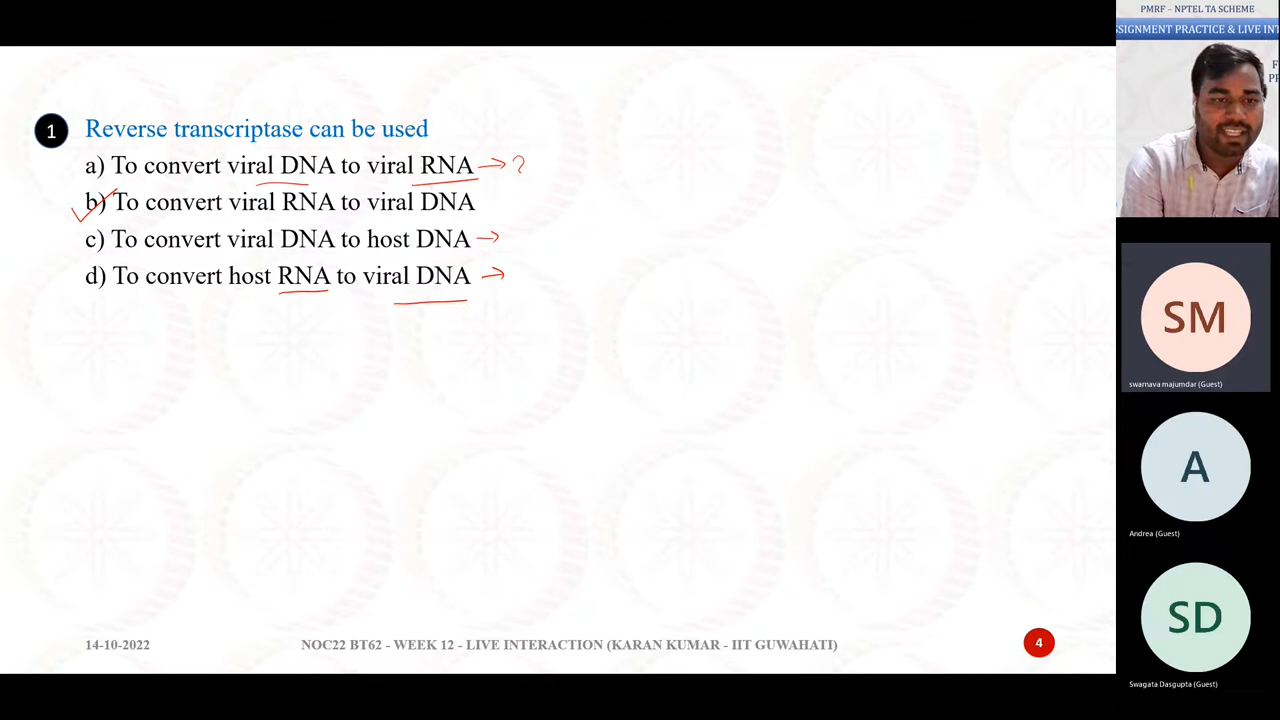 PMRF – NPTEL TA SCHEME
SSIGNMENT PRACTICE & LIVE INT
F
PR
1
Reverse transcriptase can be used
a) To convert viral DNA to viral RNA → ?
b) To convert viral RNA to viral DNA
c) To convert viral DNA to host DNA →
d) To convert host RNA to viral DNA →
SM
swarnava majumdar (Guest)
A
Andrea (Guest)
SD
Swagata Dasgupta (Guest)
14-10-2022
NOC22 BT62 - WEEK 12 - LIVE INTERACTION (KARAN KUMAR - IIT GUWAHATI)
4